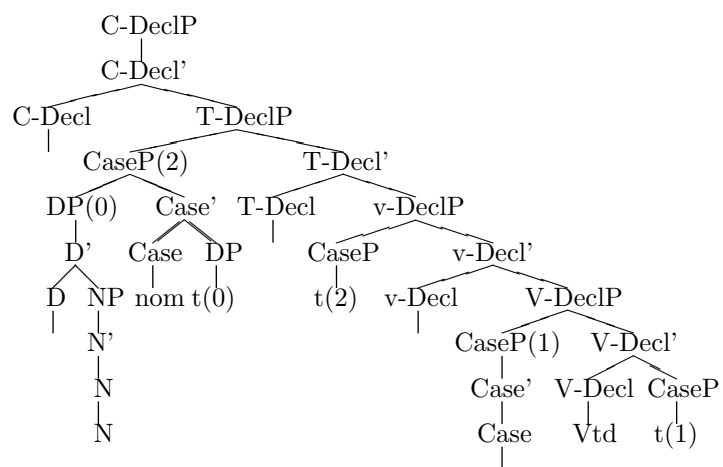 C-DeclP
C-Decl'
C-Decl T-DeclP
CaseP(2) T-Decl'
DP(0) Case' T-Decl v-DeclP
D' Case DP CaseP v-Decl'
D NP nom t(0) t(2) v-Decl V-DeclP
N' CaseP(1) V-Decl'
N Case' V-Decl CaseP
N Case Vtd t(1)